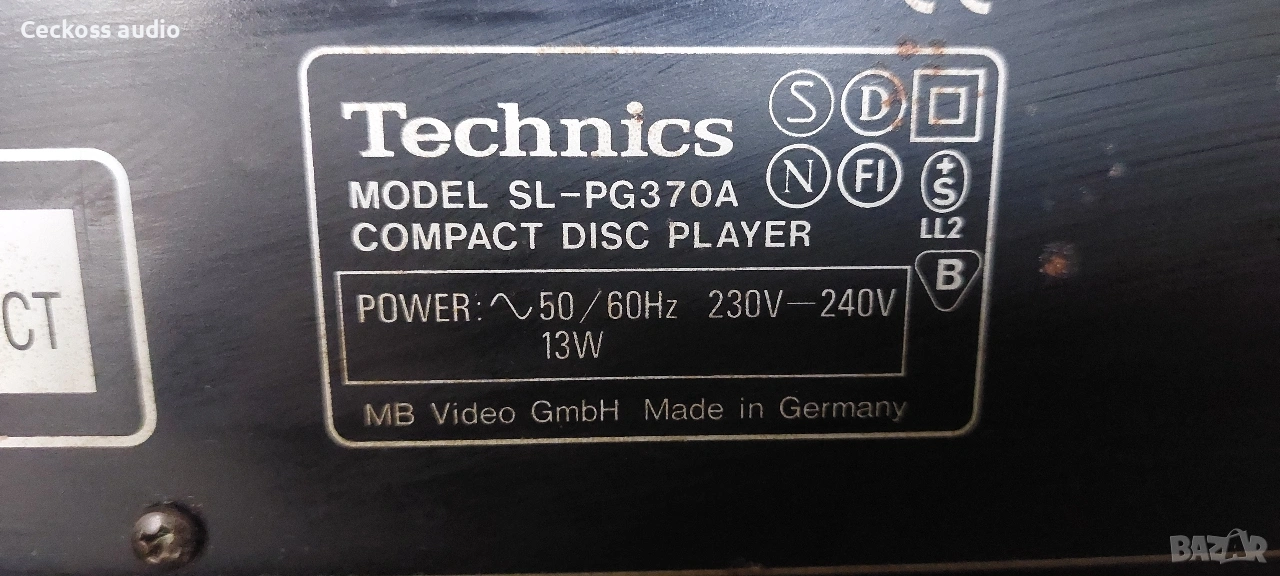 Ceckoss audio
Technics
S D
N FI
MODEL SL-PG370A
+
S
LL2
COMPACT DISC PLAYER
B
POWER: ∿50/60Hz 230V—240V
13W
MB Video GmbH Made in Germany
CT
BAZAR